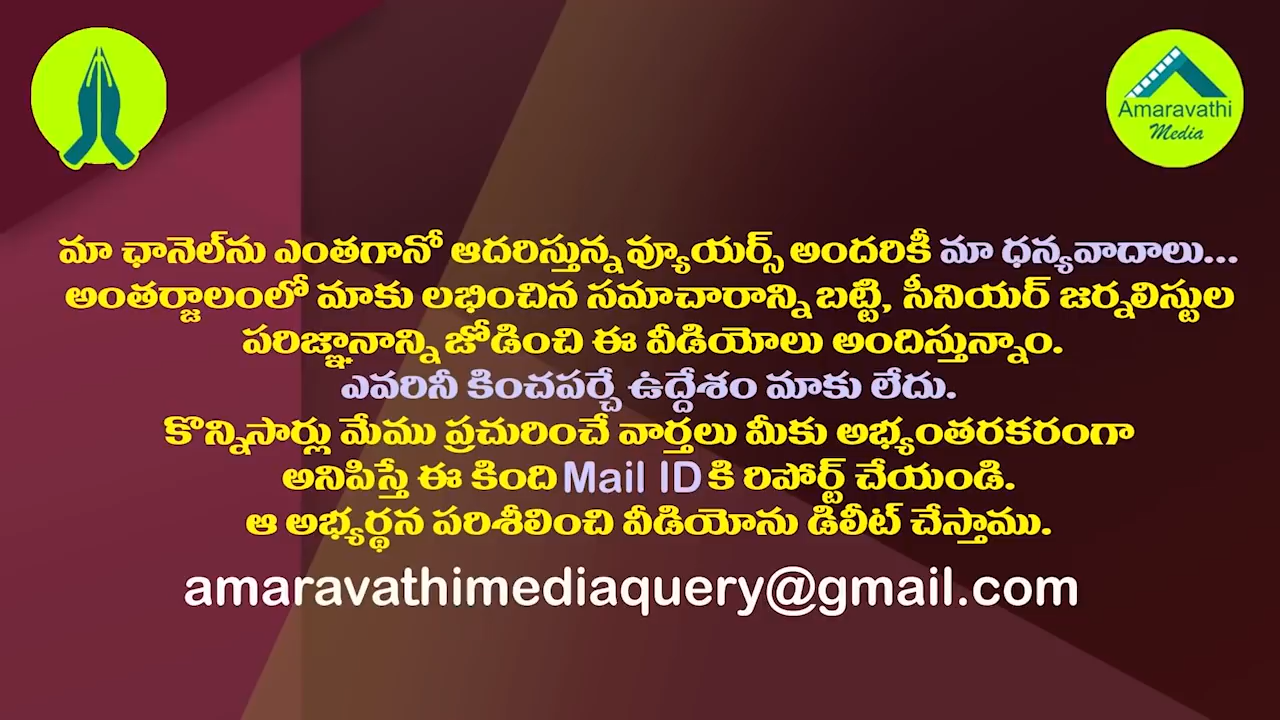 Amaravathi
Media
మా ఛానెల్‌ను ఎంతగానో ఆదరిస్తున్న వ్యూయర్స్ అందరికీ మా ధన్యవాదాలు...
అంతర్జాలంలో మాకు లభించిన సమాచారాన్ని బట్టి, సీనియర్ జర్నలిస్టుల
పరిజ్ఞానాన్ని జోడించి ఈ వీడియోలు అందిస్తున్నాం.
ఎవరినీ కించపర్చే ఉద్దేశం మాకు లేదు.
కొన్నిసార్లు మేము ప్రచురించే వార్తలు మీకు అభ్యంతరకరంగా
అనిపిస్తే ఈ కింది Mail ID కి రిపోర్ట్ చేయండి.
ఆ అభ్యర్థన పరిశీలించి వీడియోను డిలీట్ చేస్తాము.
amaravathimediaquery@gmail.com